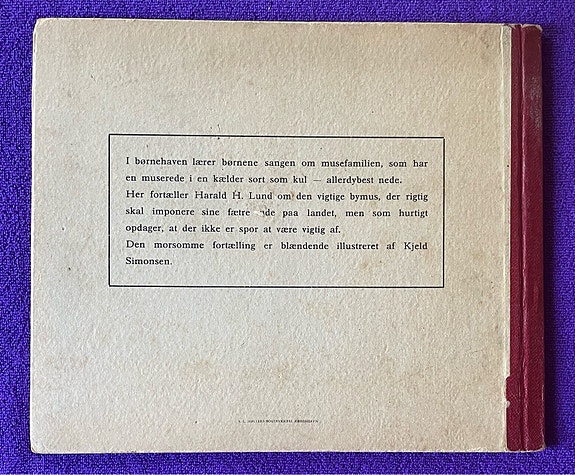 I børnehaven lærer børnene sangen om musefamilien, som har
en muserede i en kælder sort som kul — allerdybest nede.
Her fortæller Harald H. Lund om den vigtige bymus, der rigtig
skal imponere sine fætre paa landet, men som hurtigt
opdager, at der ikke er spor at være vigtig af.
Den morsomme fortælling er blændende illustreret af Kjeld
Simonsen.